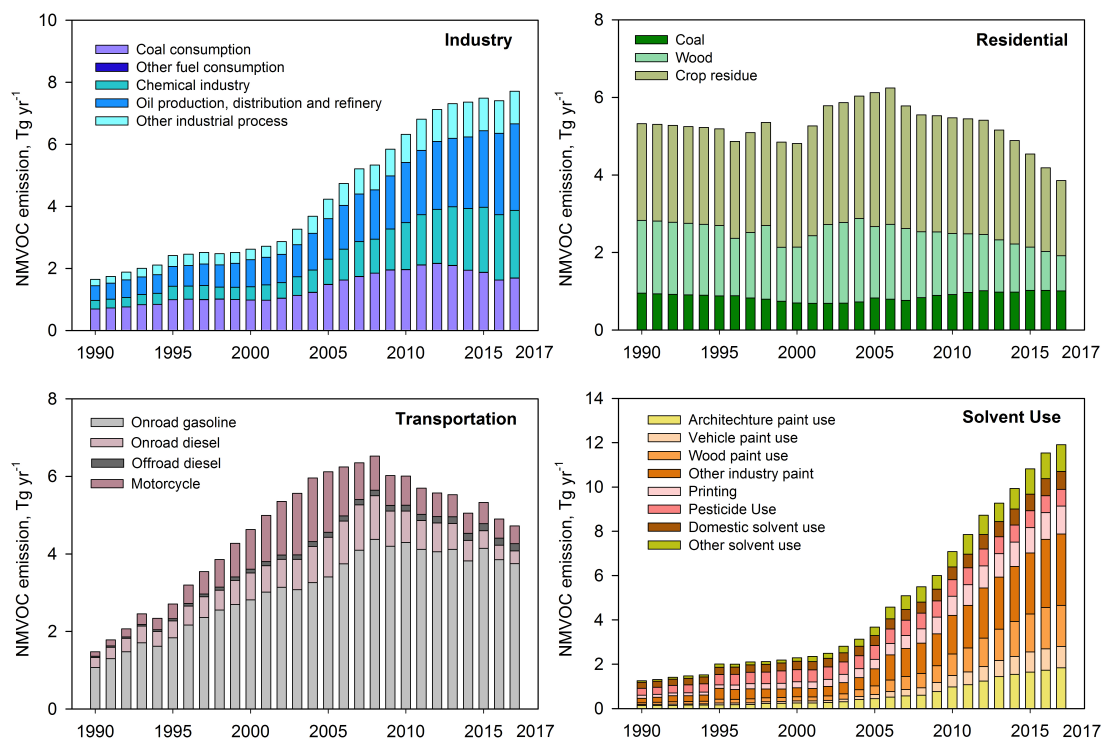 Industry
NMVOC emission, Tg yr⁻¹
10
8
6
4
2
0
Coal consumption
Other fuel consumption
Chemical industry
Oil production, distribution and refinery
Other industrial process
1990 1995 2000 2005 2010 2015 2017
Residential
NMVOC emission, Tg yr⁻¹
8
6
4
2
0
Coal
Wood
Crop residue
1990 1995 2000 2005 2010 2015 2017
Transportation
NMVOC emission, Tg yr⁻¹
8
6
4
2
0
Onroad gasoline
Onroad diesel
Offroad diesel
Motorcycle
1990 1995 2000 2005 2010 2015 2017
Solvent Use
NMVOC emission, Tg yr⁻¹
14
12
10
8
6
4
2
0
Architechture paint use
Vehicle paint use
Wood paint use
Other industry paint
Printing
Pesticide Use
Domestic solvent use
Other solvent use
1990 1995 2000 2005 2010 2015 2017